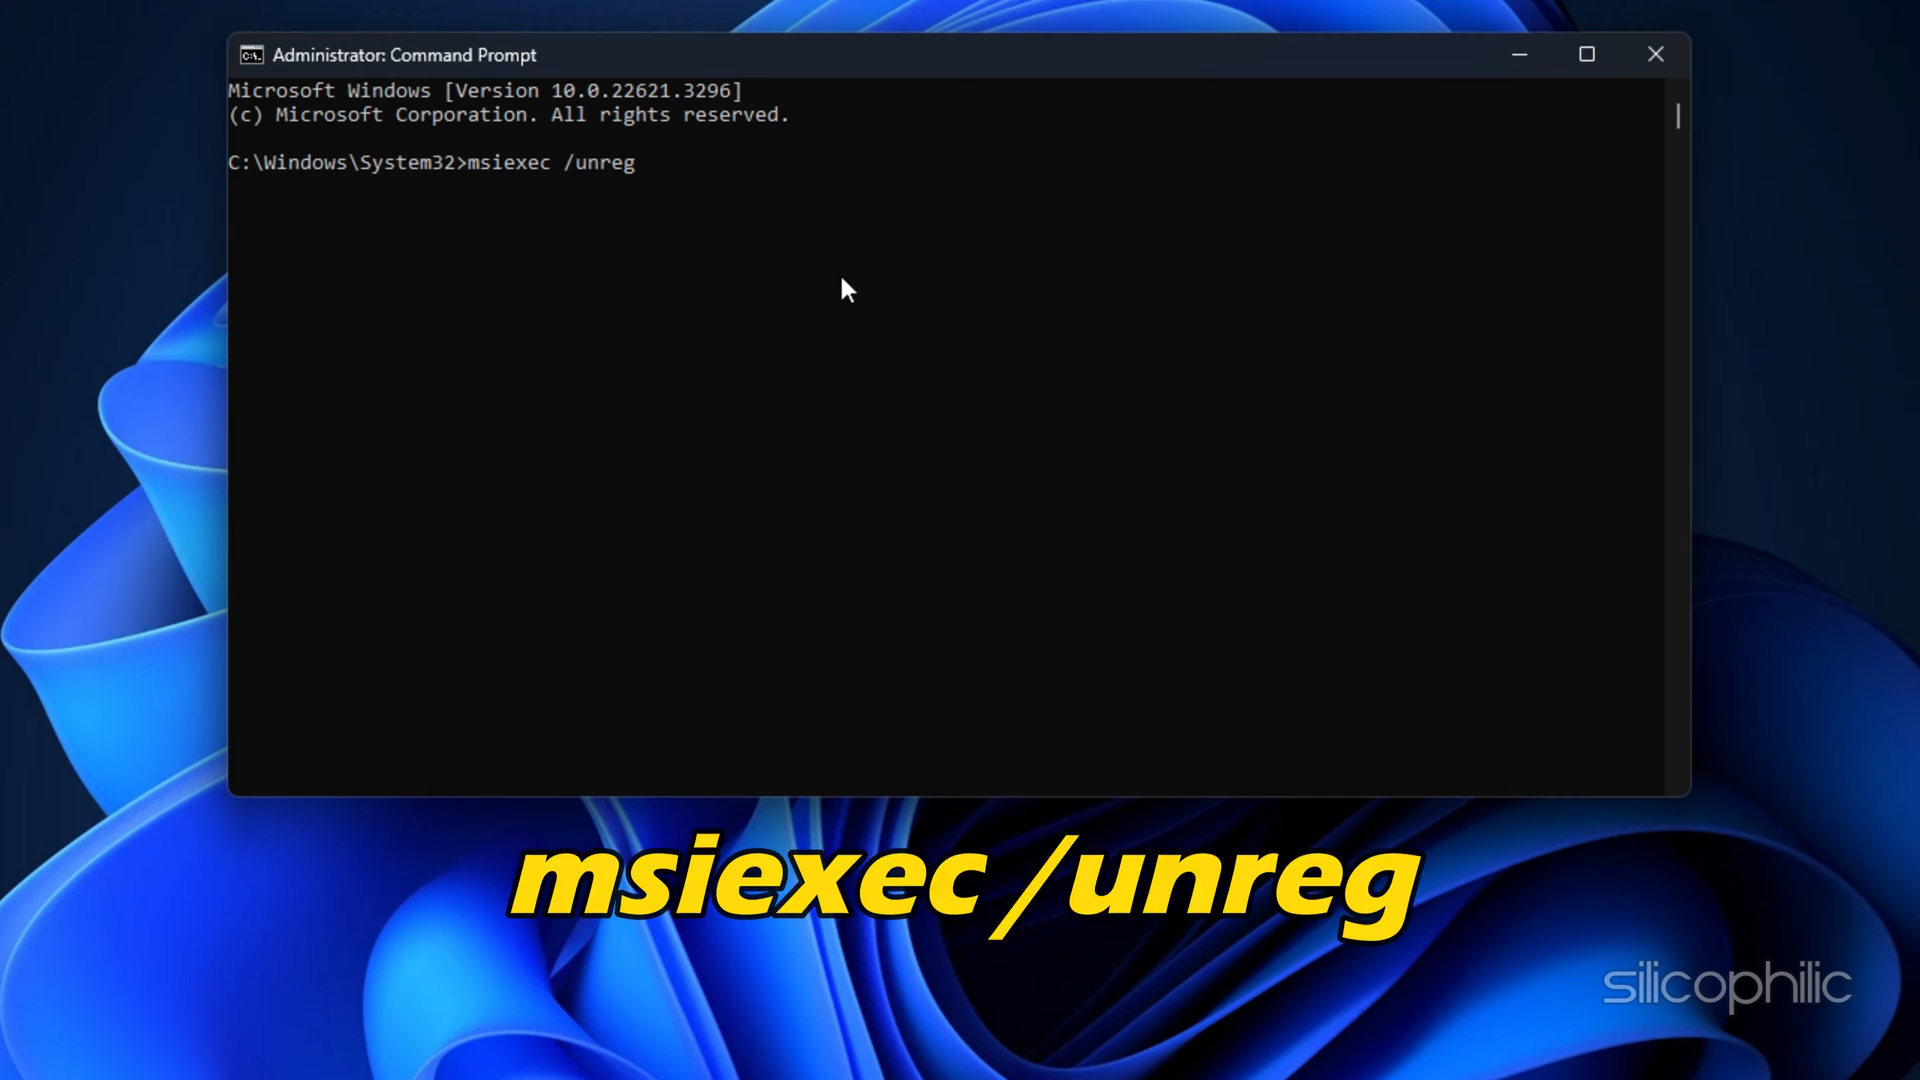 Administrator: Command Prompt
Microsoft Windows [Version 10.0.22621.3296]
(c) Microsoft Corporation. All rights reserved.
C:\Windows\System32>msiexec /unreg
msiexec /unreg
silicophilic